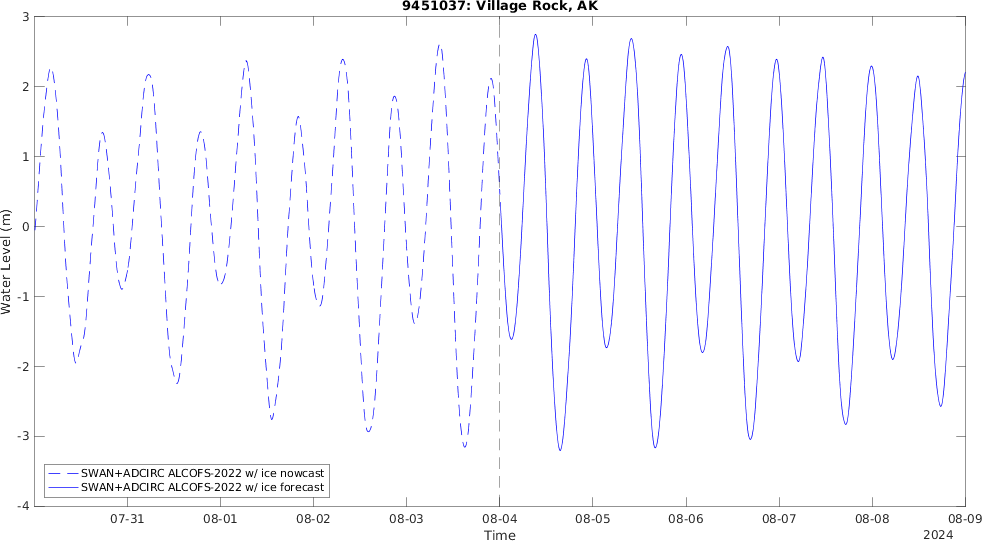 9451037: Village Rock, AK
3
2
1
0
-1
-2
-3
-4
Water Level (m)
SWAN+ADCIRC ALCOFS-2022 w/ ice nowcast
SWAN+ADCIRC ALCOFS-2022 w/ ice forecast
07-31 08-01 08-02 08-03 08-04 08-05 08-06 08-07 08-08 08-09
Time
2024